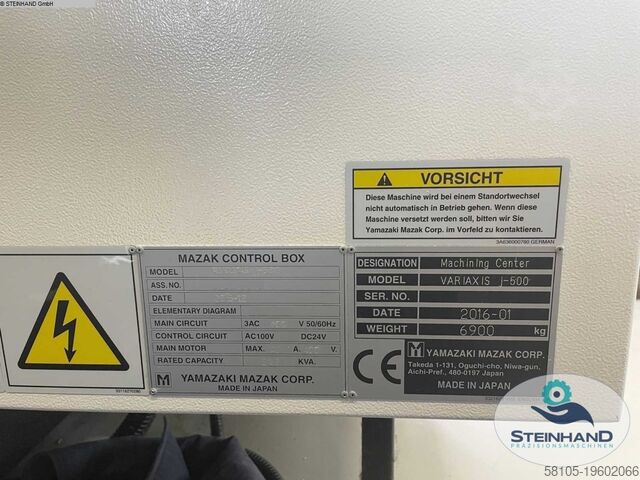 © STEINHAND GmbH
VORSICHT
Diese Maschine wird bei einem Standortwechsel
nicht automatisch in Betrieb gehen. Wenn diese
Maschine versetzt werden soll, bitten wir Sie
Yamazaki Mazak Corp. im Vorfeld zu kontaktieren.
3A636000780 GERMAN
MAZAK CONTROL BOX
MODEL
ASS.NO.
DATE
ELEMENTARY DIAGRAM
MAIN CIRCUIT 3AC V 50/60Hz
CONTROL CIRCUIT AC100V DC24V
MAIN MOTOR MAX. A. V.
RATED CAPACITY KVA.
YAMAZAKI MAZAK CORP.
MADE IN JAPAN
DESIGNATION Machining Center
MODEL VARIAXIS j-500
SER. NO.
DATE 2016-01
WEIGHT 6900 kg
CE
YAMAZAKI MAZAK CORP.
Takeda 1-131, Oguchi-cho, Niwa-gun,
Aichi-Pref., 480-0197 Japan
MADE IN JAPAN
STEINHAND
PRÄZISIONSMASCHINEN
58105-19602066